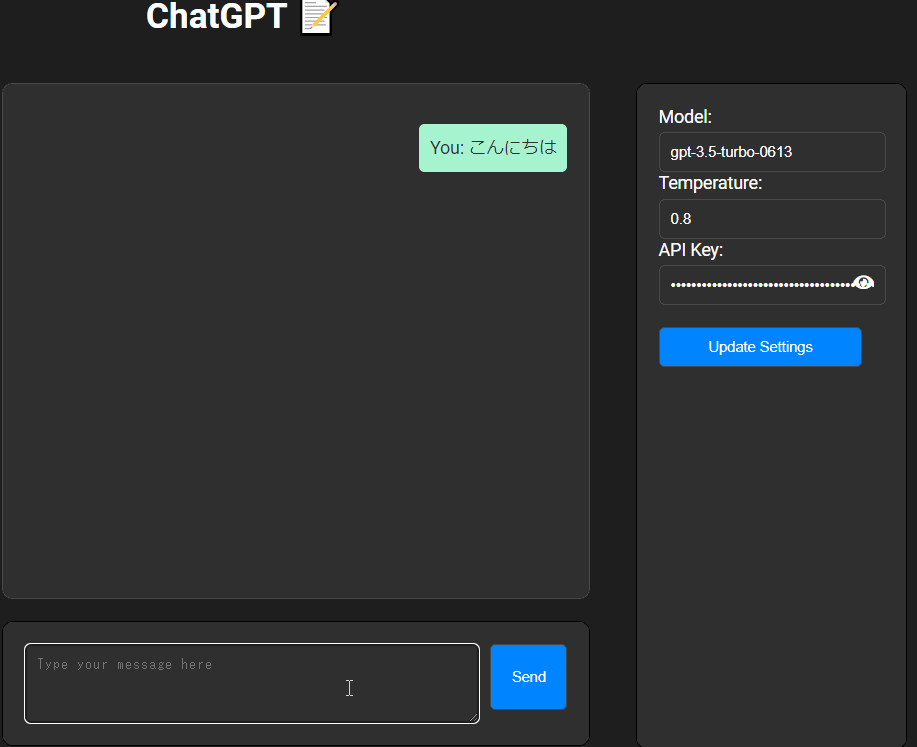 ChatGPT 📝
You: こんにちは
Model:
gpt-3.5-turbo-0613
Temperature:
0.8
API Key:
Update Settings
Type your message here
Send